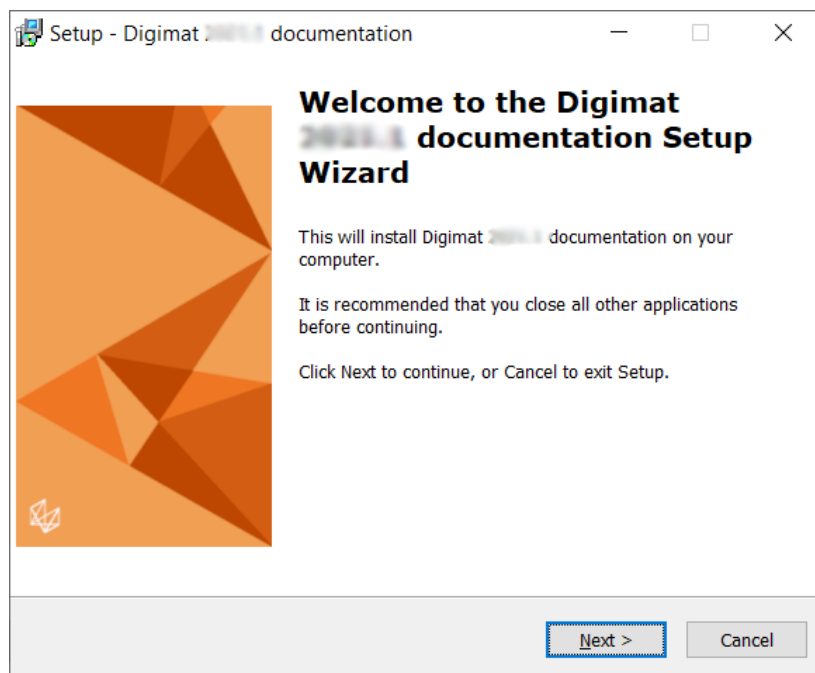 Setup - Digimat documentation
Welcome to the Digimat
documentation Setup
Wizard
This will install Digimat documentation on your
computer.
It is recommended that you close all other applications
before continuing.
Click Next to continue, or Cancel to exit Setup.
Next >
Cancel